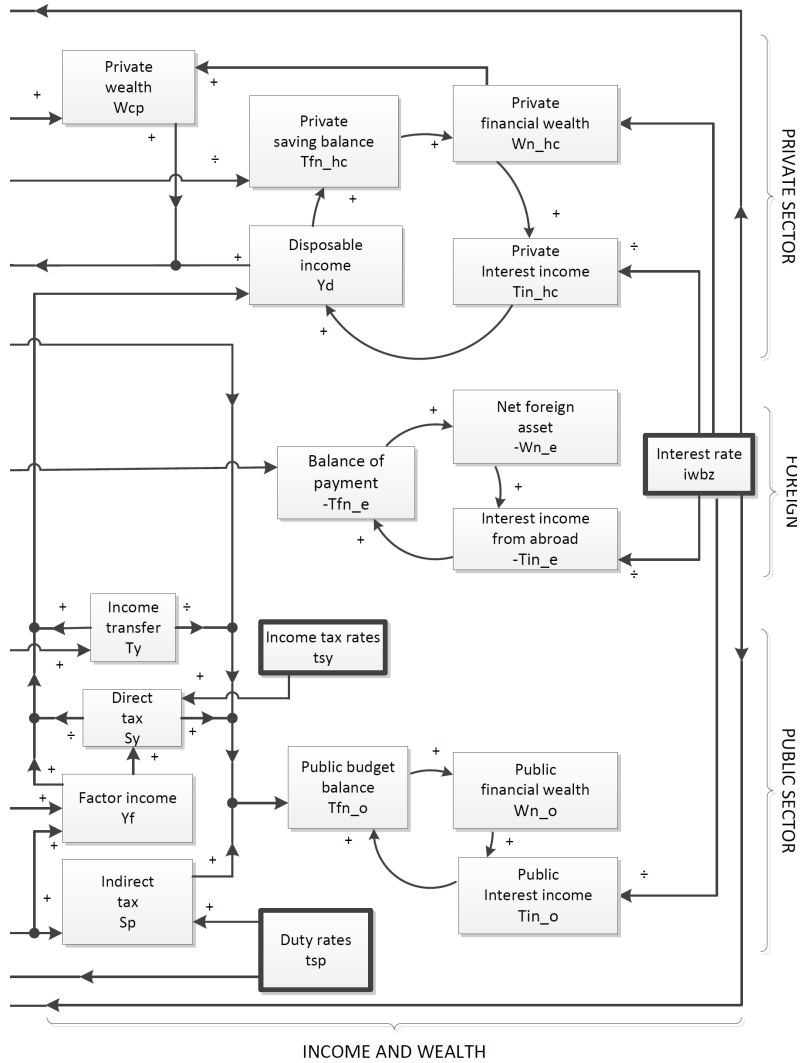 Private
wealth
Wcp
+
+
+
Private
saving balance
Tfn_hc
÷
+
+
Private
financial wealth
Wn_hc
+
Disposable
income
Yd
+
+
Private
Interest income
Tin_hc
÷
PRIVATE SECTOR
Net foreign
asset
-Wn_e
+
Balance of
payment
-Tfn_e
+
+
Interest income
from abroad
-Tin_e
÷
Interest rate
iwbz
FOREIGN
Income
transfer
Ty
+
÷
+
Income tax rates
tsy
+
Direct
tax
Sy
÷
+
+
+
Factor income
Yf
+
+
Public budget
balance
Tfn_o
+
+
Public
financial wealth
Wn_o
+
Public
Interest income
Tin_o
÷
PUBLIC SECTOR
Indirect
tax
Sp
+
+
+
Duty rates
tsp
INCOME AND WEALTH